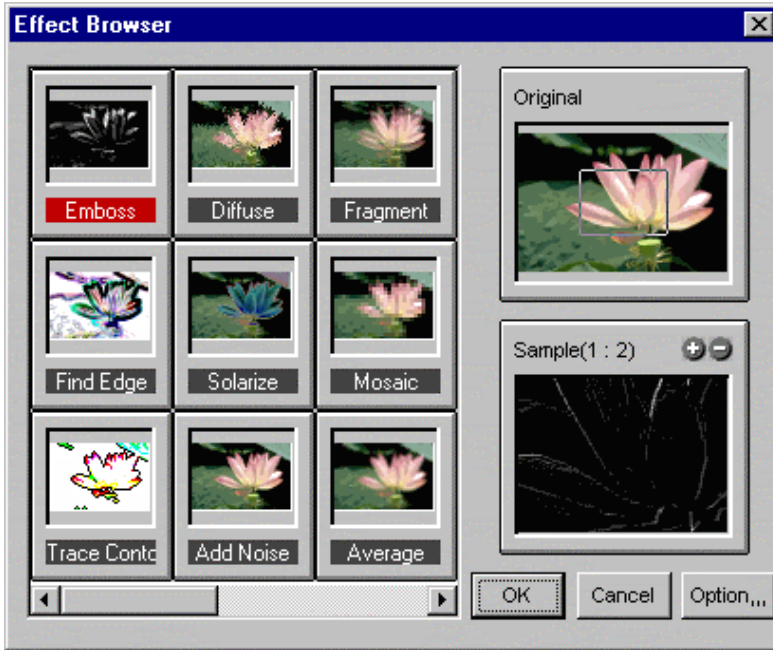 Effect Browser
Emboss
Diffuse
Fragment
Find Edge
Solarize
Mosaic
Trace Conto
Add Noise
Average
Original
Sample(1 : 2)
OK
Cancel
Option,,,